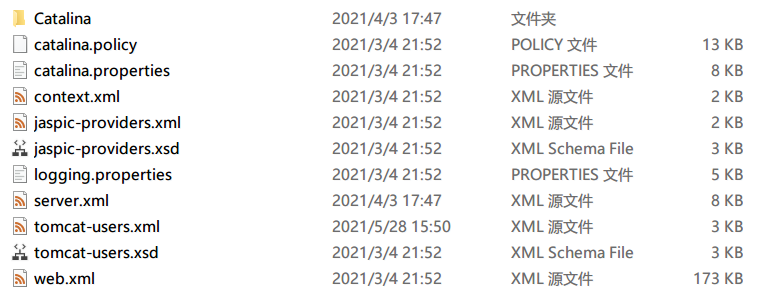 Catalina 2021/4/3 17:47 文件夹
catalina.policy 2021/3/4 21:52 POLICY 文件 13 KB
catalina.properties 2021/3/4 21:52 PROPERTIES 文件 8 KB
context.xml 2021/3/4 21:52 XML 源文件 2 KB
jaspic-providers.xml 2021/3/4 21:52 XML 源文件 2 KB
jaspic-providers.xsd 2021/3/4 21:52 XML Schema File 3 KB
logging.properties 2021/3/4 21:52 PROPERTIES 文件 5 KB
server.xml 2021/4/3 17:47 XML 源文件 8 KB
tomcat-users.xml 2021/5/28 15:50 XML 源文件 3 KB
tomcat-users.xsd 2021/3/4 21:52 XML Schema File 3 KB
web.xml 2021/3/4 21:52 XML 源文件 173 KB